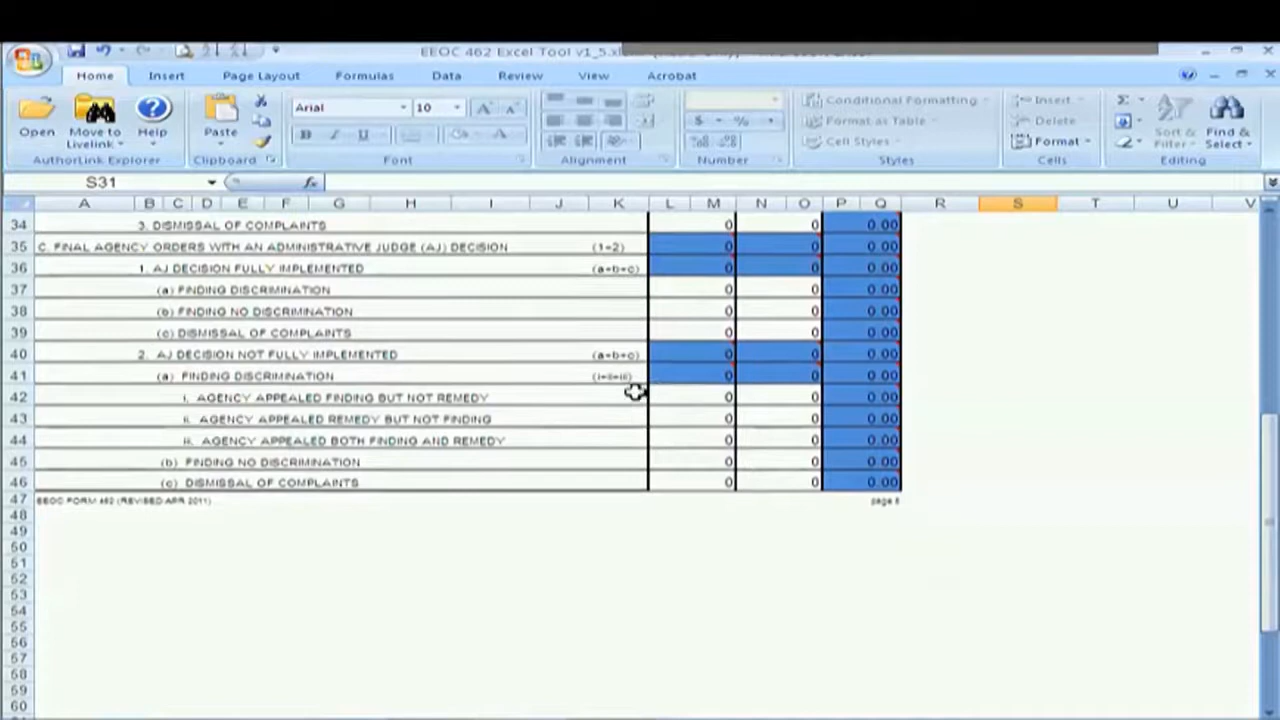 EEOC 462 Excel Tool v1_5.xl
Home Insert Page Layout Formulas Data Review View Acrobat
Open Move to Livelink Help Paste Arial 10 B I U $ % Conditional Formatting Format as Table Cell Styles Insert Delete Format Σ Sort & Filter Find & Select
AuthorLink Explorer Clipboard Font Alignment Number Styles Cells Editing
S31 fx
A B C D E F G H I J K L M N O P Q R S T U V
34 3. DISMISSAL OF COMPLAINTS 0 0 0.00
35 C. FINAL AGENCY ORDERS WITH AN ADMINISTRATIVE JUDGE (AJ) DECISION (1+2) 0 0 0.00
36 1. AJ DECISION FULLY IMPLEMENTED (a+b+c) 0 0 0.00
37 (a) FINDING DISCRIMINATION 0 0 0.00
38 (b) FINDING NO DISCRIMINATION 0 0 0.00
39 (c) DISMISSAL OF COMPLAINTS 0 0 0.00
40 2. AJ DECISION NOT FULLY IMPLEMENTED (a+b+c) 0 0 0.00
41 (a) FINDING DISCRIMINATION (i+ii+iii) 0 0 0.00
42 i. AGENCY APPEALED FINDING BUT NOT REMEDY 0 0 0.00
43 ii. AGENCY APPEALED REMEDY BUT NOT FINDING 0 0 0.00
44 iii. AGENCY APPEALED BOTH FINDING AND REMEDY 0 0 0.00
45 (b) FINDING NO DISCRIMINATION 0 0 0.00
46 (c) DISMISSAL OF COMPLAINTS 0 0 0.00
47 EEOC FORM 462 (REVISED APR 2011) page
48
49
50
51
52
53
54
55
56
57
58
59
60